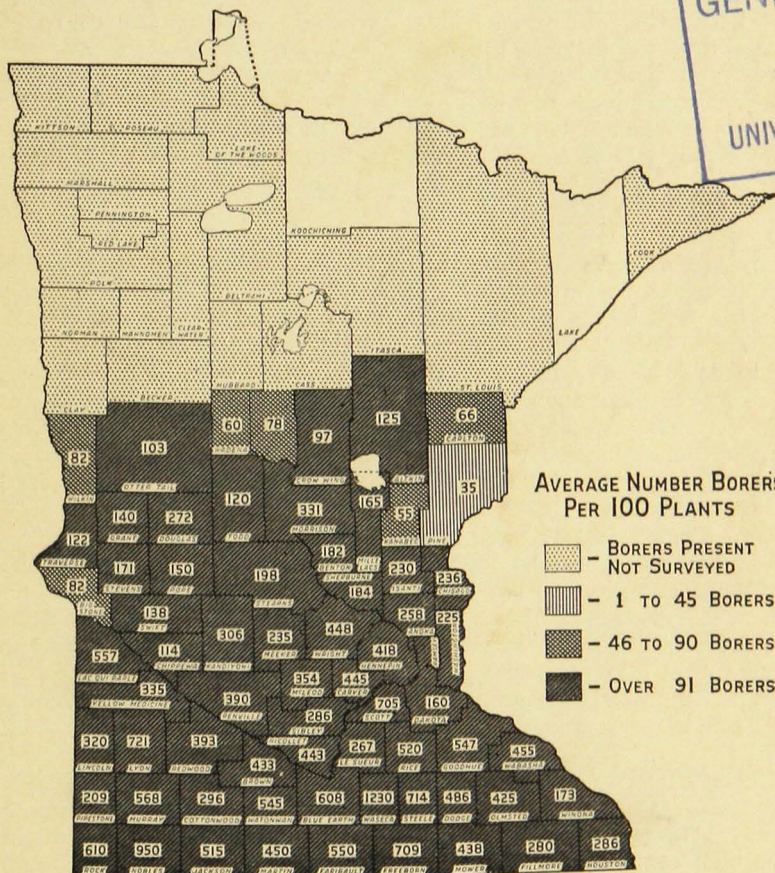 GEN
UNIV
KITTSON
ROSEAU
LAKE
OF THE WOODS
MARSHALL
PENNINGTON
RED LAKE
KOOCHICHING
COOK
POLK
BELTRAMI
NORMAN
MAHNOMEN
CLEAR-
WATER
LAKE
ITASCA
HUBBARD
CASS
ST. LOUIS
BECKER
CLAY
60
78
125
66
WADENA
CARLTON
82
103
97
WILKIN
OTTER TAIL
CROW WING
AITKIN
35
AVERAGE NUMBER BORERS
PER 100 PLANTS
120
165
140
272
331
55
GRANT
DOUGLAS
TODD
MORRISON
KANABEC
PINE
122
TRAVERSE
182
BENTON
MILLE
LACS
BORERS PRESENT
NOT SURVEYED
171
150
198
230
236
STEVENS
POPE
STEARNS
SHERBURNE
ISANTI
CHISAGO
82
BIG
STONE
184
1 TO 45 BORERS
138
SWIFT
258
225
ANOKA
306
235
448
46 TO 90 BORERS
114
CHIPPEWA
KANDIYOHI
MEEKER
WRIGHT
418
HENNEPIN
557
LAC QUI PARLE
354
445
MCLEOD
CARVER
OVER 91 BORERS
335
YELLOW MEDICINE
390
RENVILLE
705
160
SCOTT
DAKOTA
286
SIBLEY
NICOLLET
320
721
393
443
267
520
547
455
LINCOLN
LYON
REDWOOD
LE SUEUR
RICE
GOODHUE
WABASHA
433
BROWN
209
568
296
545
608
1230
714
486
425
173
PIPESTONE
MURRAY
COTTONWOOD
WATONWAN
BLUE EARTH
WASECA
STEELE
DODGE
OLMSTED
WINONA
610
950
515
450
550
709
438
280
286
ROCK
NOBLES
JACKSON
MARTIN
FARIBAULT
FREEBORN
MOWER
FILLMORE
HOUSTON